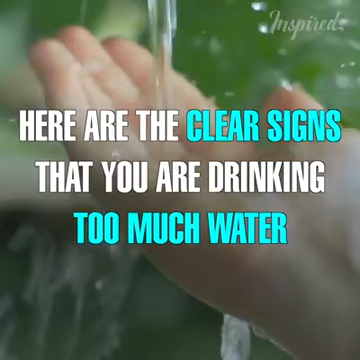 Inspired
HERE ARE THE CLEAR SIGNS
THAT YOU ARE DRINKING
TOO MUCH WATER